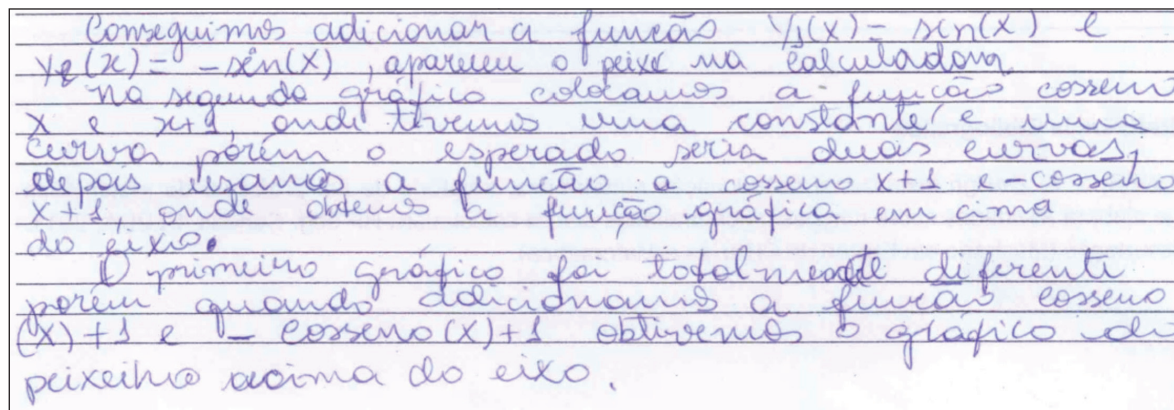 Conseguimos adicionar a função Y1(x) = sen(x) e
Y2(x) = -sen(x), apareceu o peixe na calculadora
Na segunda gráfico colocamos a função cosseno
x e x+1, onde tivemos uma constante e uma
curva porém o esperado seria duas curvas;
depois usamos a função a cosseno x+1 e -cosseno
x+1, onde obtemos a função gráfica em cima
do eixo.
O primeiro gráfico foi totalmente diferente
porém quando adicionamos a função cosseno
(x)+1 e - cosseno(x)+1 obtivemos o gráfico do
peixinho acima do eixo.